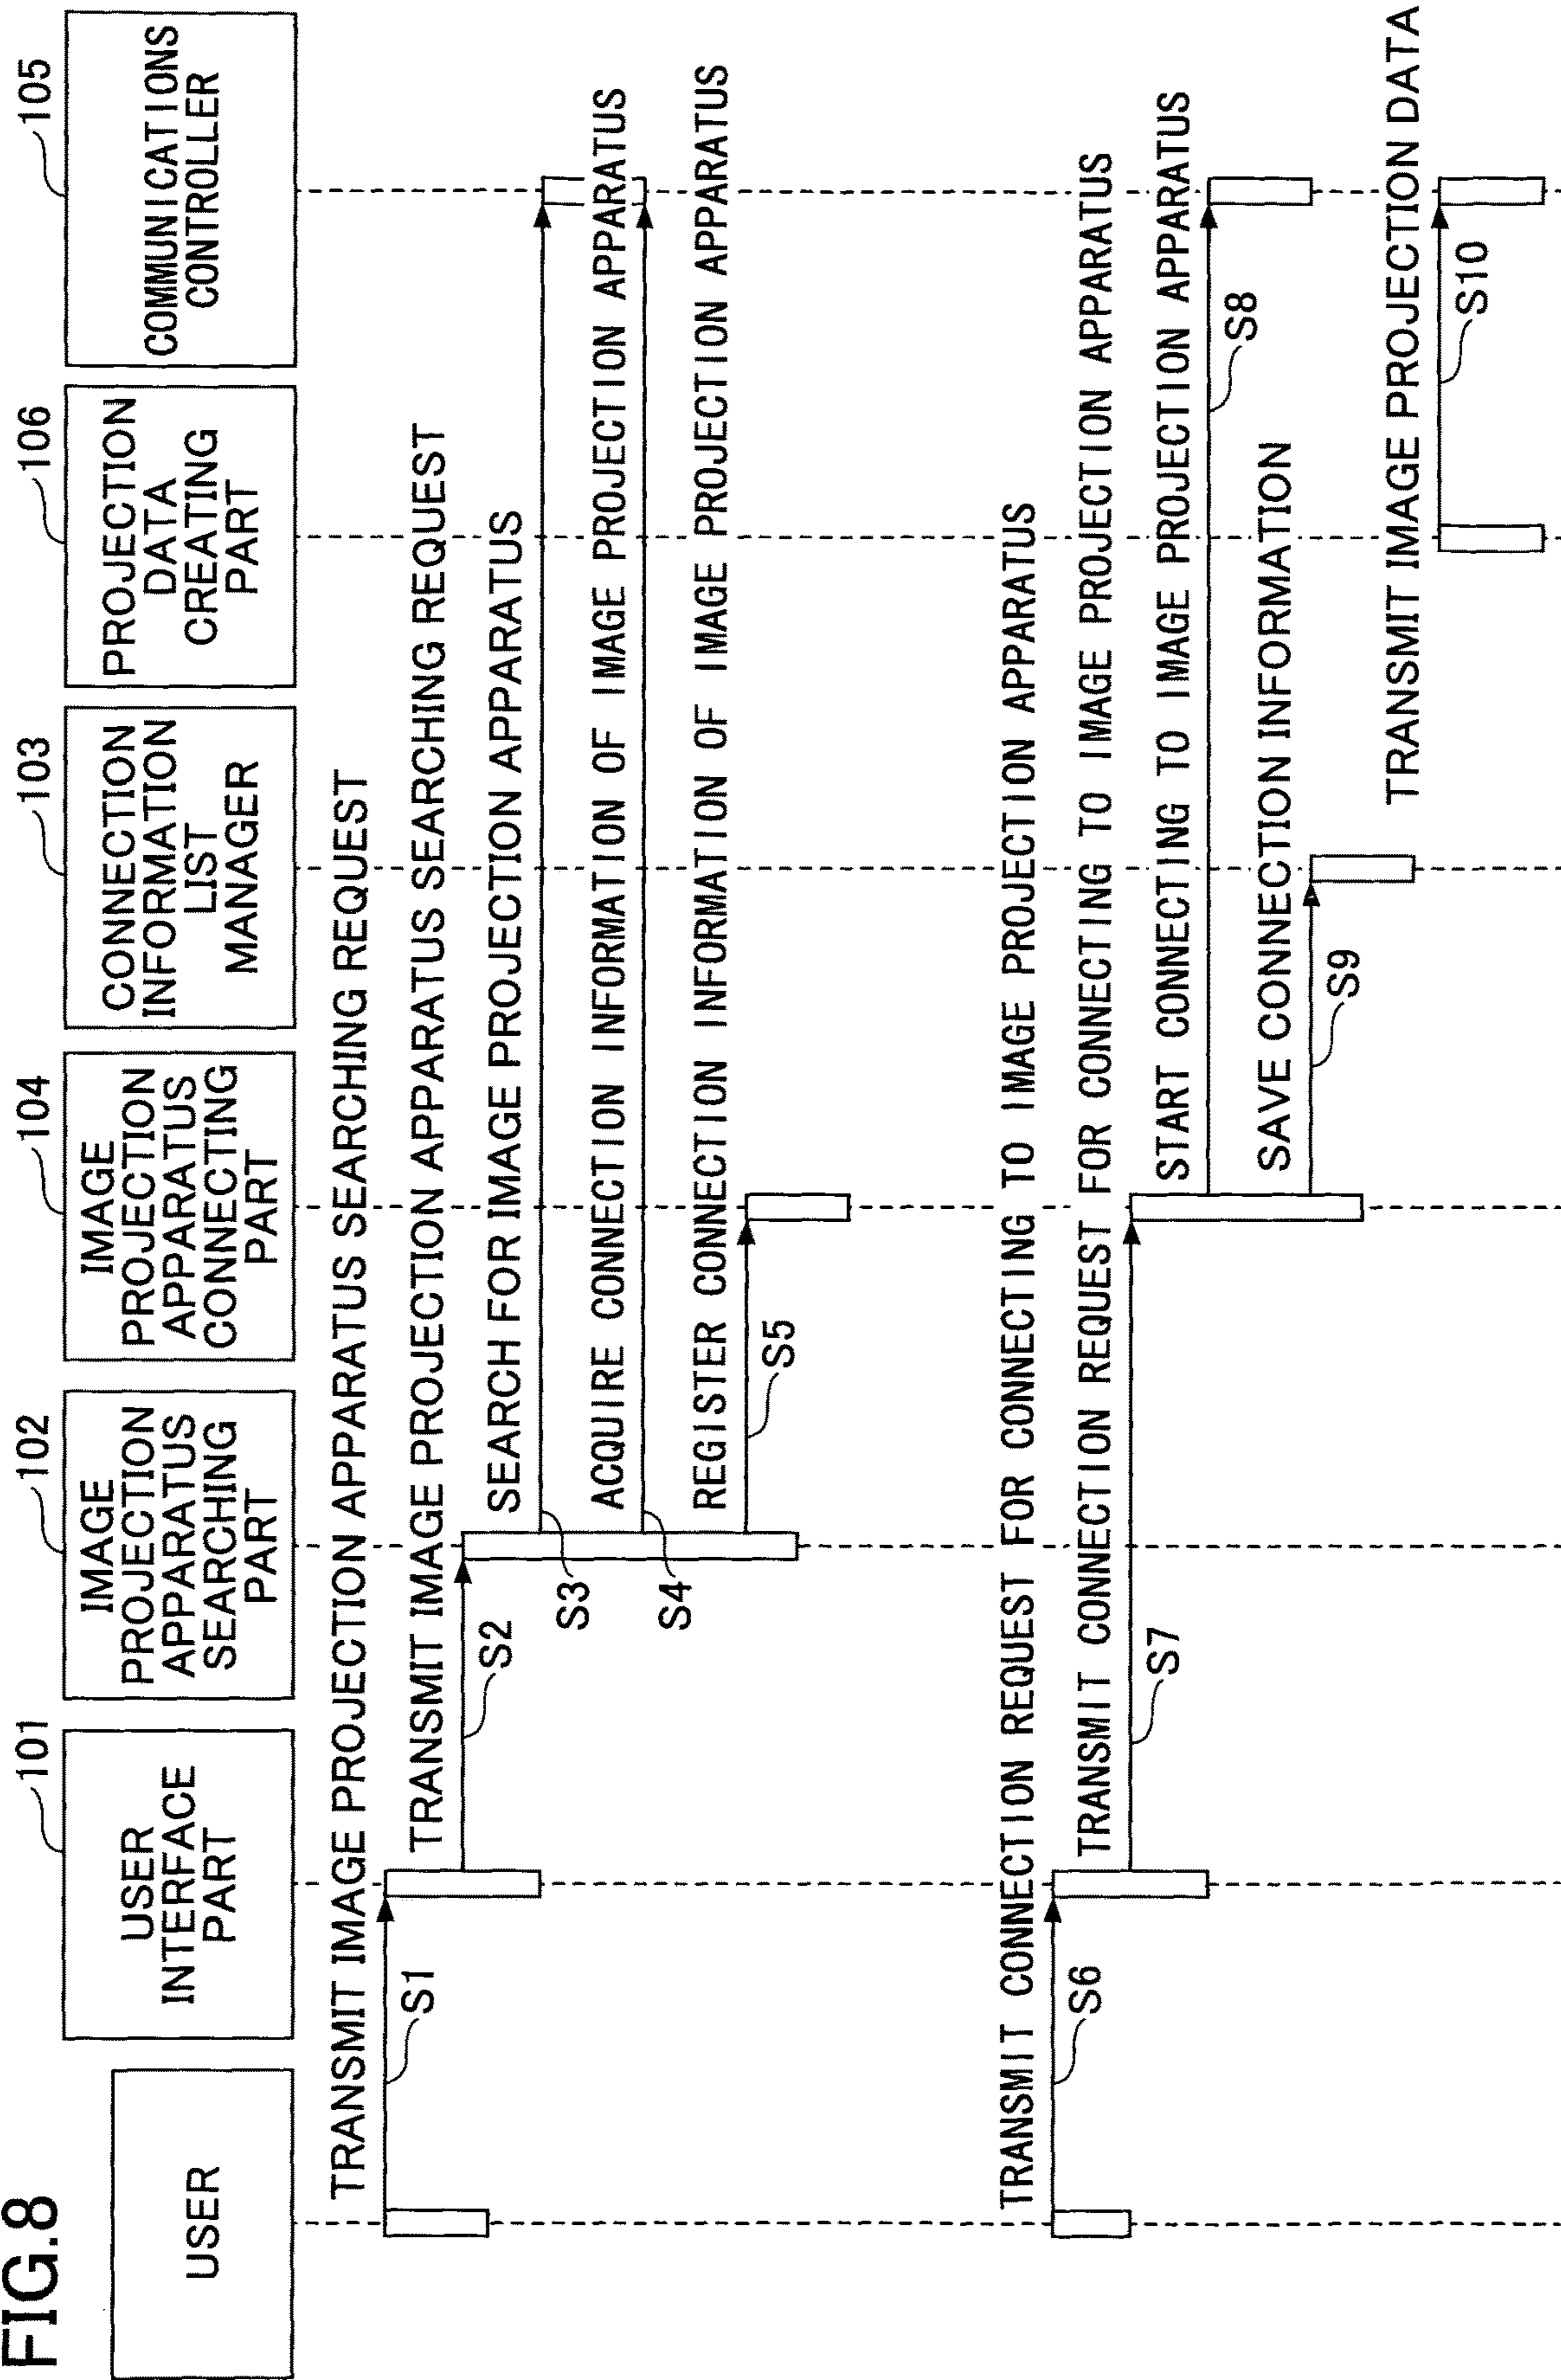 FIG.8
USER
101
USER
INTERFACE
PART
102
IMAGE
PROJECTION
APPARATUS
SEARCHING
PART
104
IMAGE
PROJECTION
APPARATUS
CONNECTING
PART
103
CONNECTION
INFORMATION
LIST
MANAGER
106
PROJECTION
DATA
CREATING
PART
105
COMMUNICATIONS
CONTROLLER
TRANSMIT IMAGE PROJECTION APPARATUS SEARCHING REQUEST
S1
TRANSMIT IMAGE PROJECTION APPARATUS SEARCHING REQUEST
S2
SEARCH FOR IMAGE PROJECTION APPARATUS
S3
ACQUIRE CONNECTION INFORMATION OF IMAGE PROJECTION APPARATUS
S4
REGISTER CONNECTION INFORMATION OF IMAGE PROJECTION APPARATUS
S5
TRANSMIT CONNECTION REQUEST FOR CONNECTING TO IMAGE PROJECTION APPARATUS
S6
TRANSMIT CONNECTION REQUEST FOR CONNECTING TO IMAGE PROJECTION APPARATUS
S7
START CONNECTING TO IMAGE PROJECTION APPARATUS
S8
SAVE CONNECTION INFORMATION
S9
TRANSMIT IMAGE PROJECTION DATA
S10